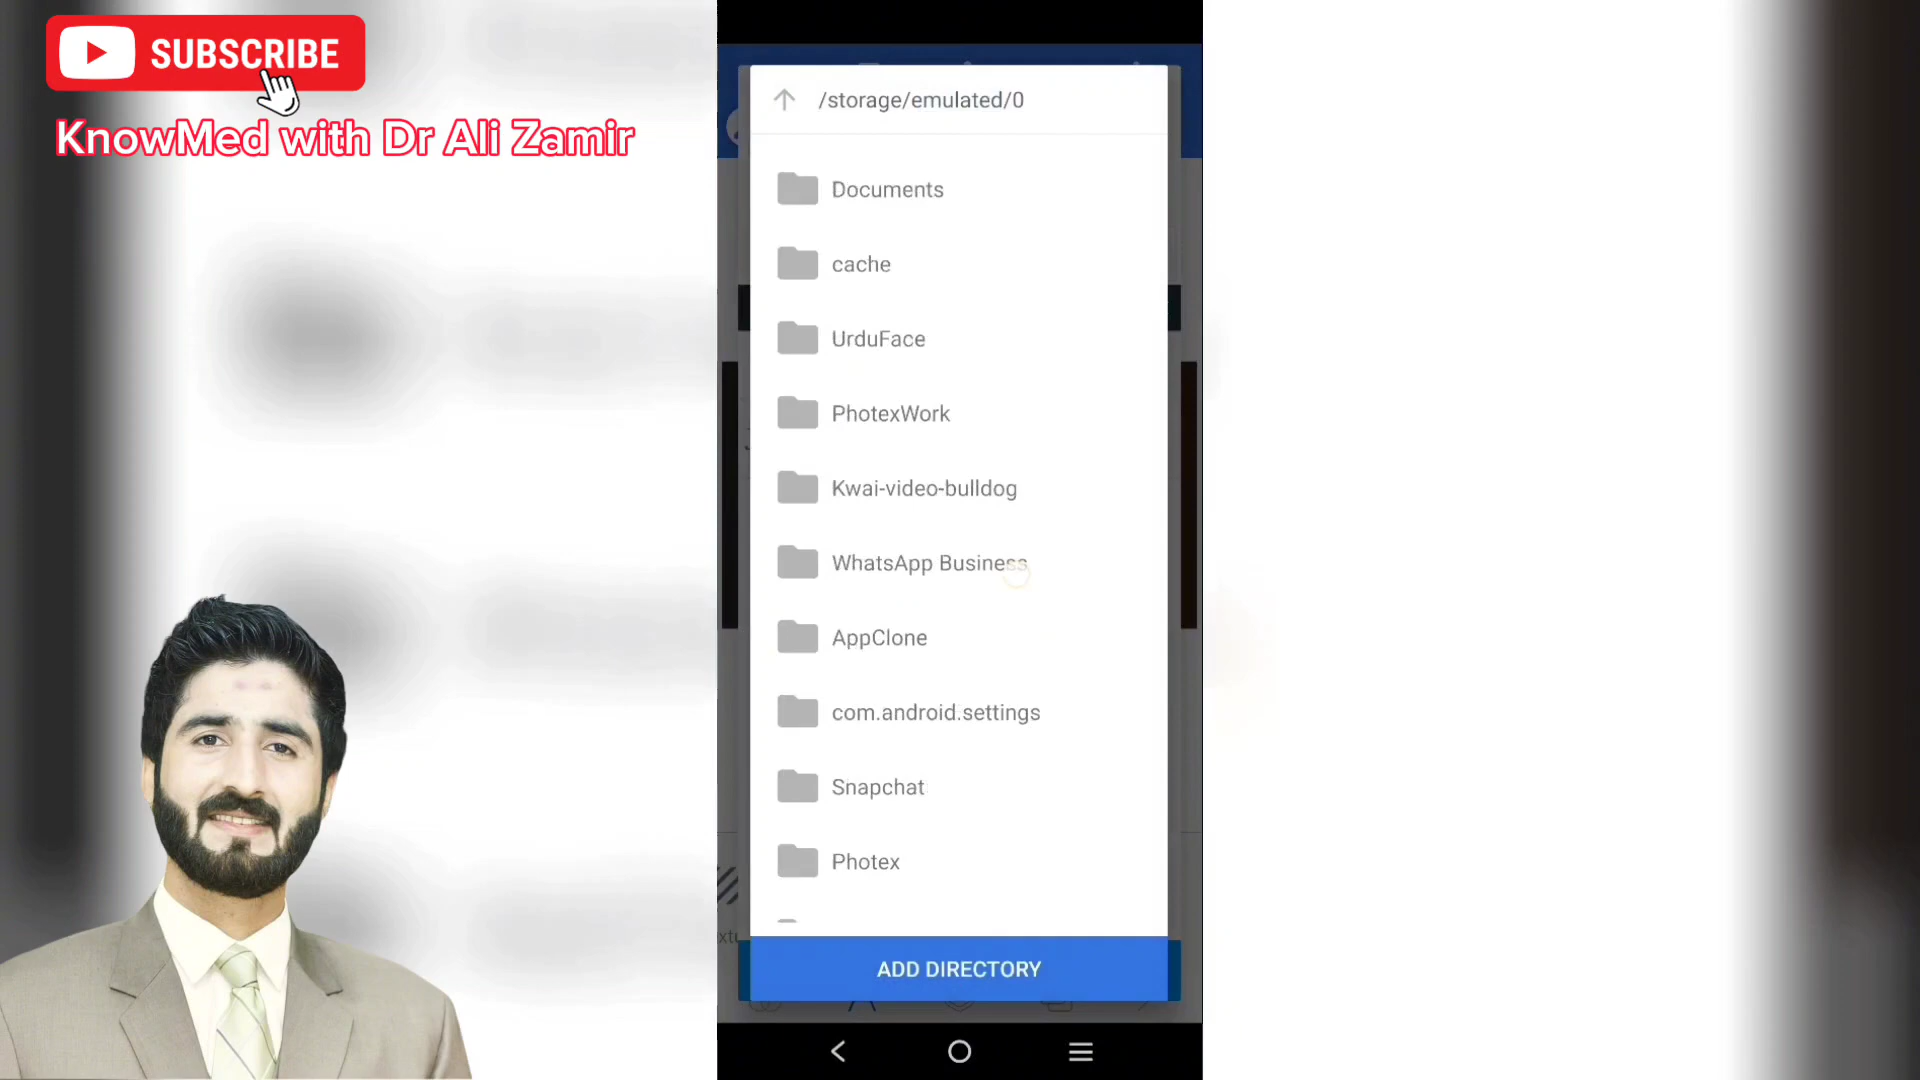 SUBSCRIBE
KnowMed with Dr Ali Zamir
/storage/emulated/0
Documents
cache
UrduFace
PhotexWork
Kwai-video-bulldog
WhatsApp Business
AppClone
com.android.settings
Snapchat
Photex
ADD DIRECTORY